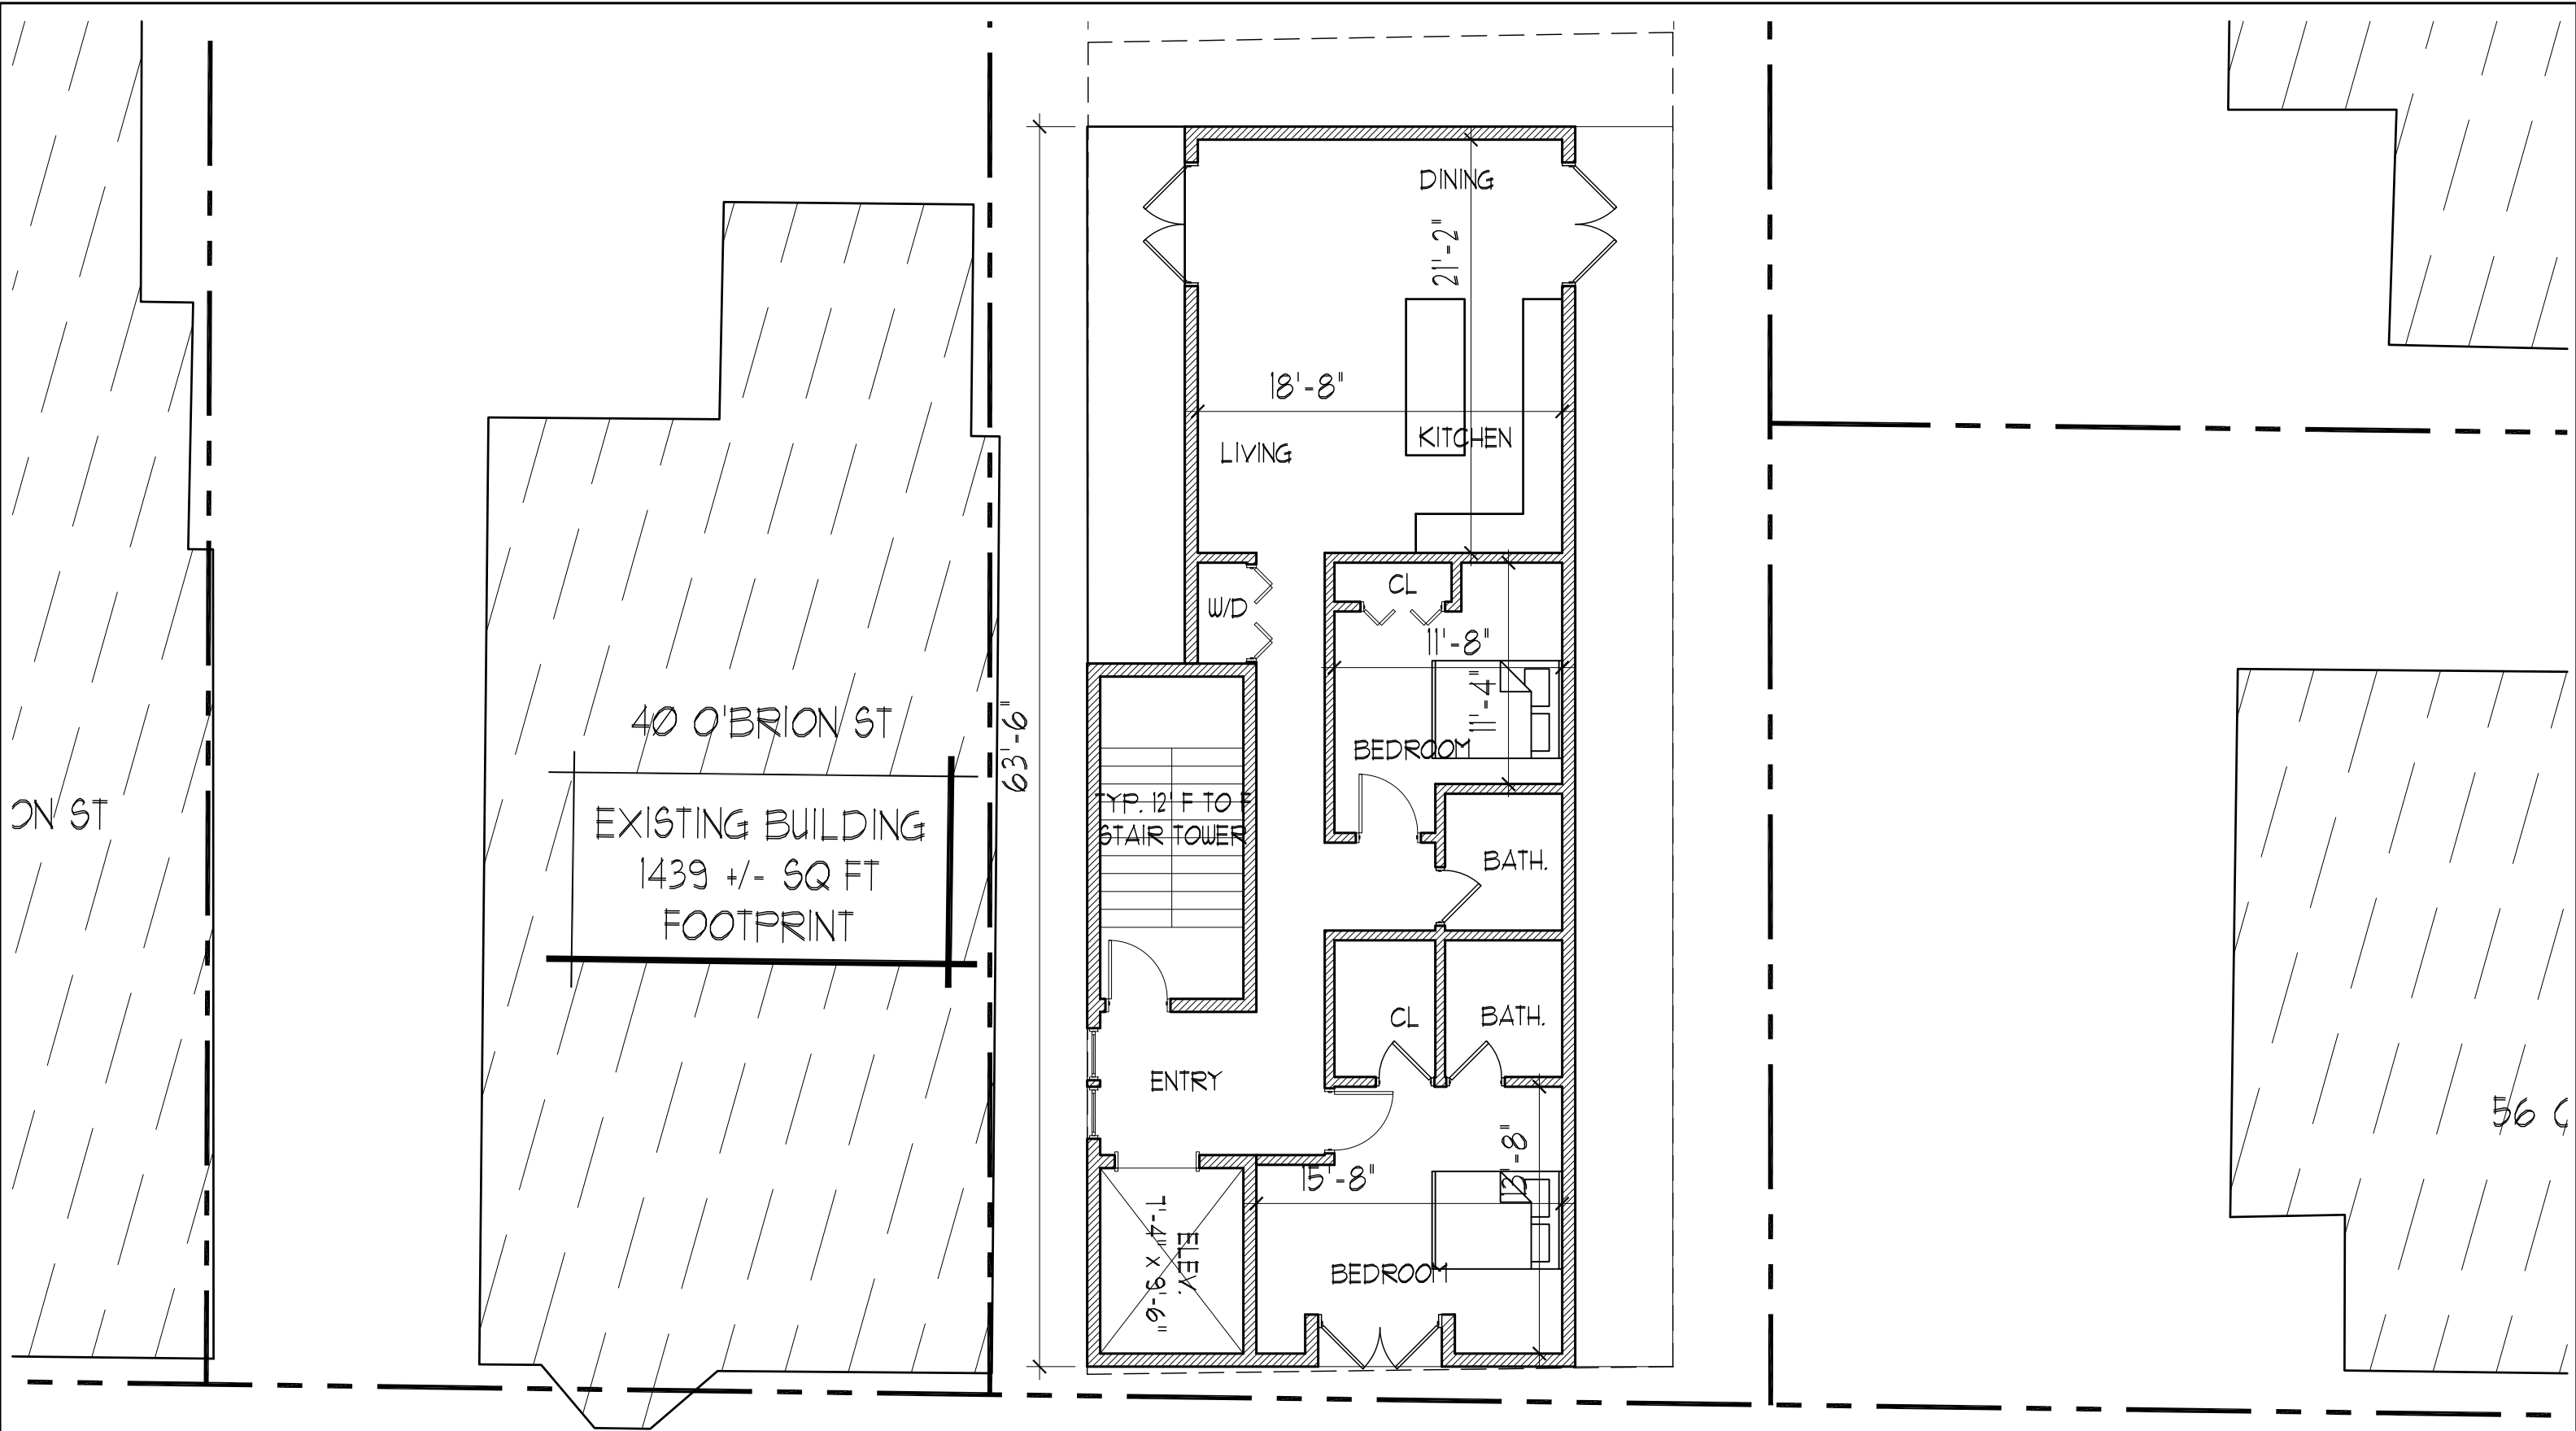 DINING
21'-2"
18'-8"
KITCHEN
LIVING
CL
W/D
11'-8"
11'-4"
BEDROOM
40 O'BRION ST
63'-6"
TYP. 12' F TO F
STAIR TOWER
ON ST
EXISTING BUILDING
1439 +/- SQ FT
FOOTPRINT
BATH.
CL
BATH.
ENTRY
56
13'-8"
15'-8"
ELEV.
7'-4" x 9'-6"
BEDROOM